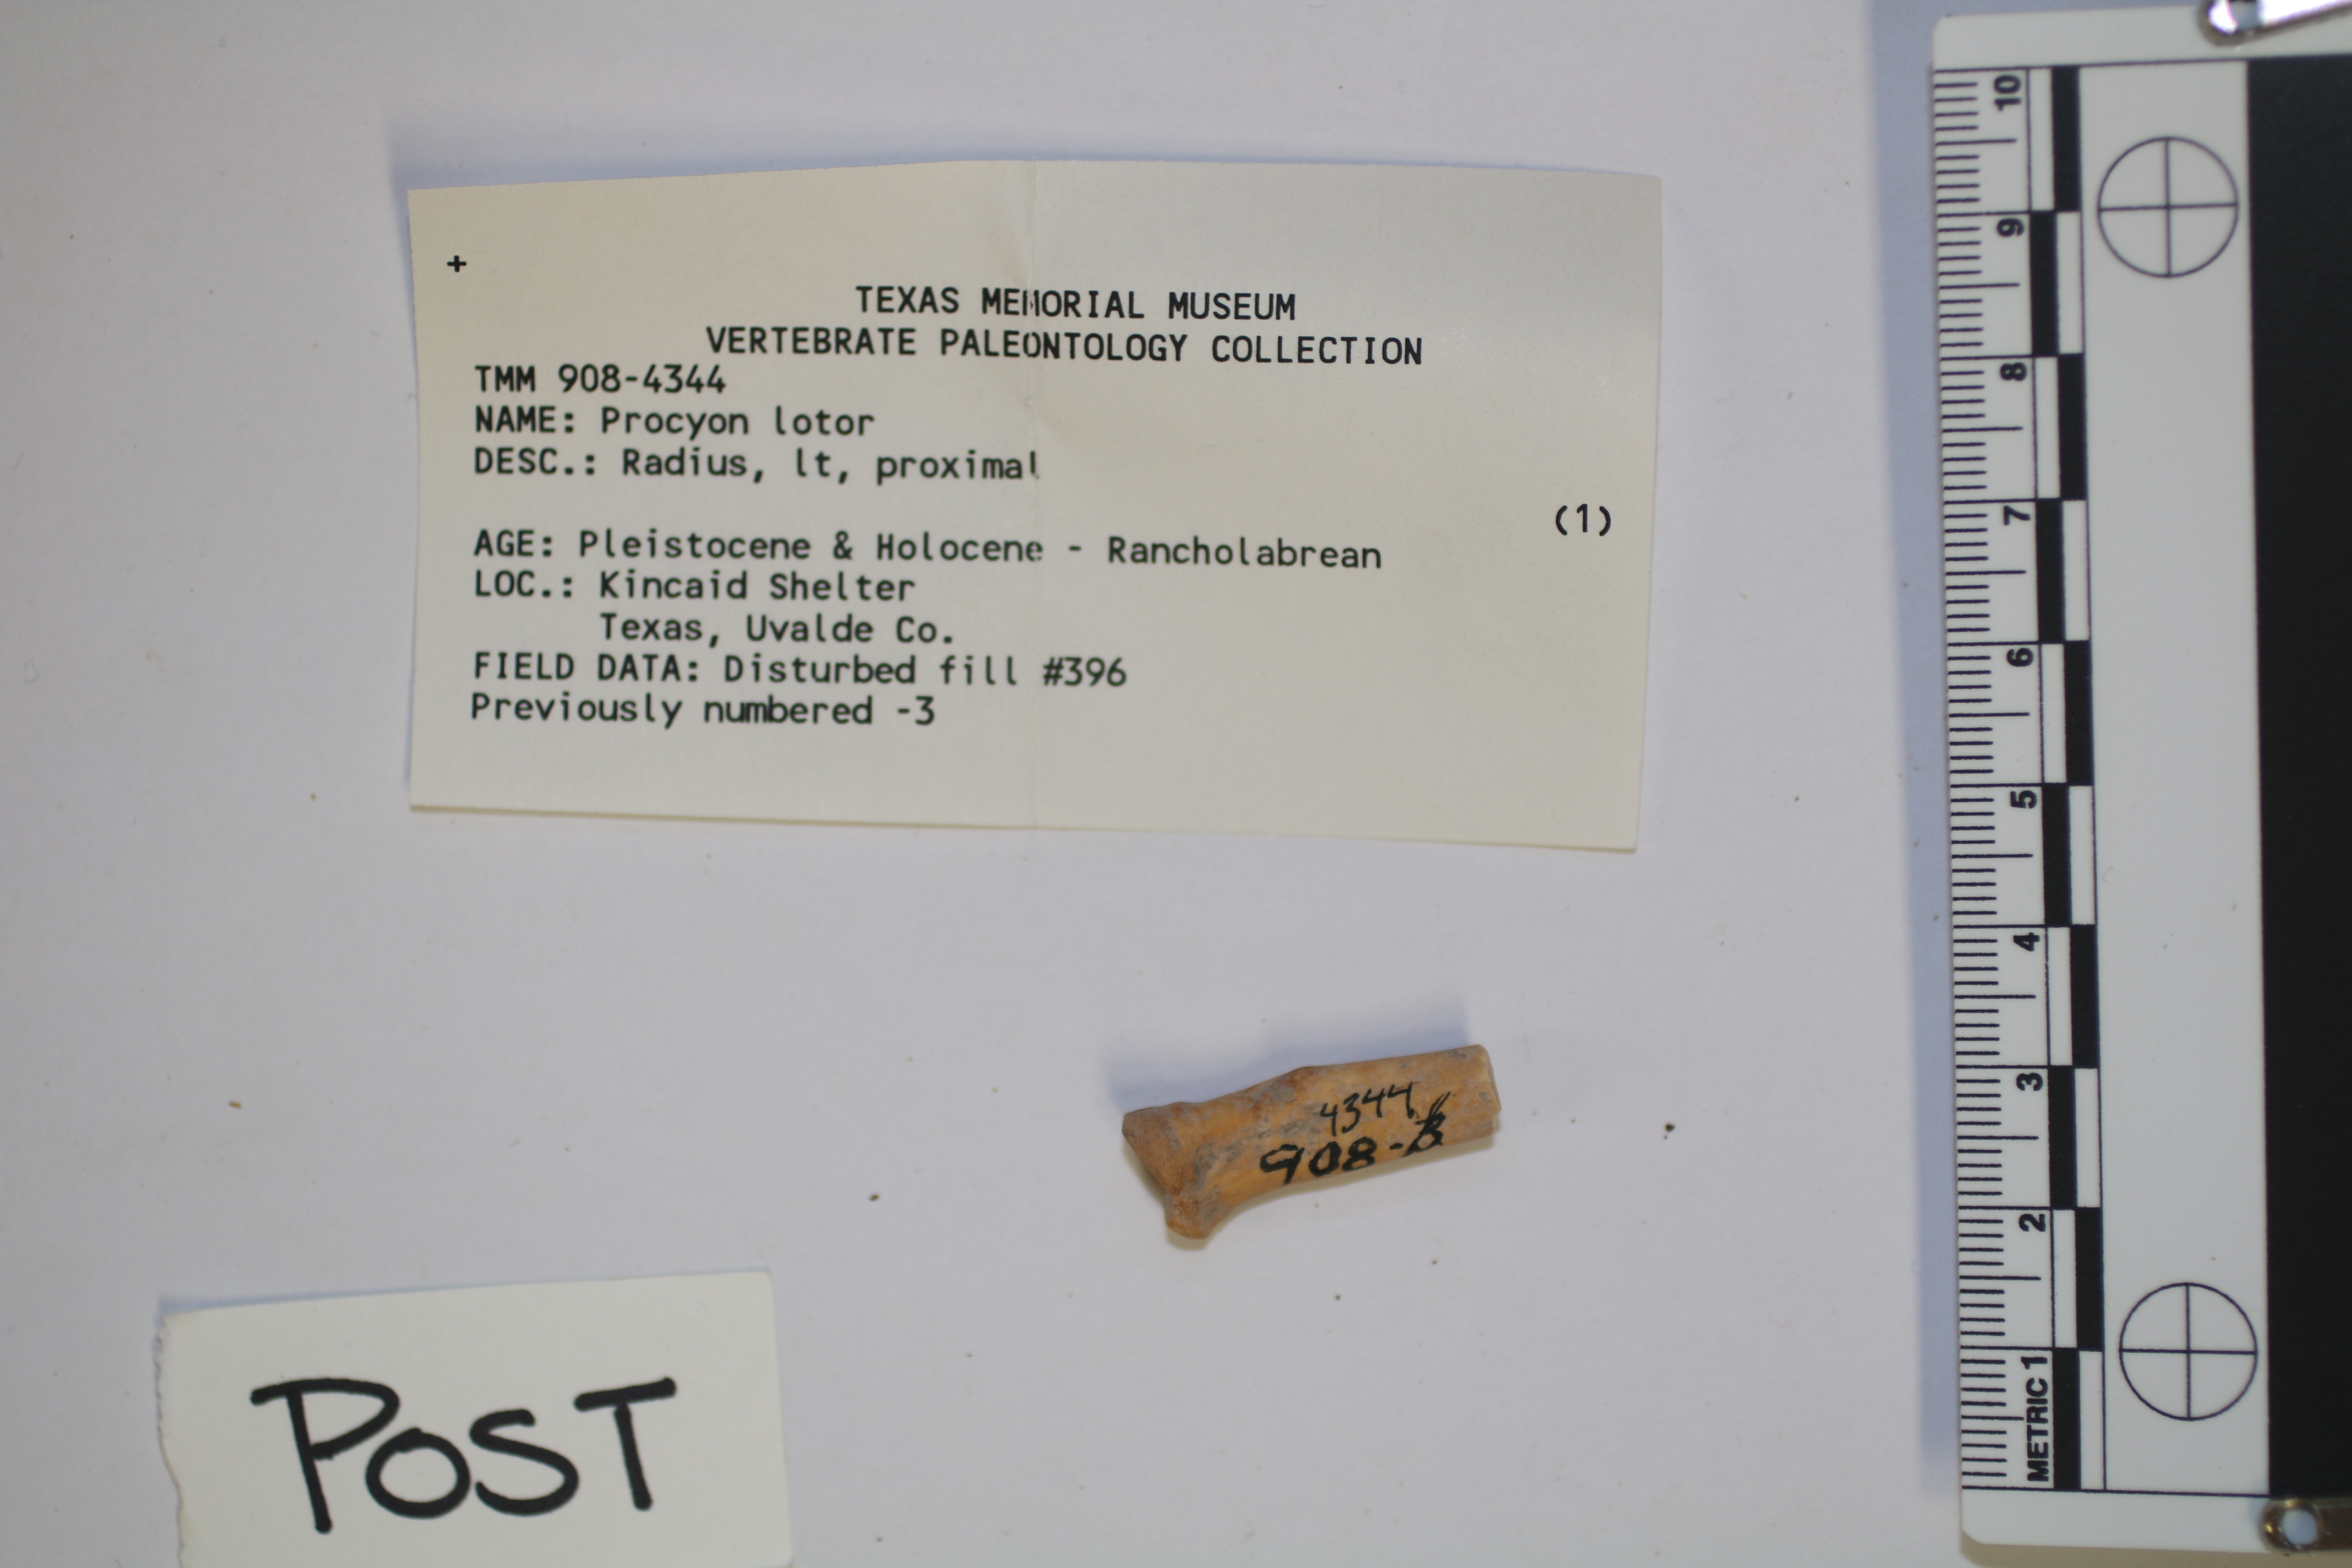 +
TEXAS MEMORIAL MUSEUM
VERTEBRATE PALEONTOLOGY COLLECTION
TMM 908-4344
NAME: Procyon lotor
DESC.: Radius, lt, proximal
(1)
AGE: Pleistocene & Holocene - Rancholabrean
LOC.: Kincaid Shelter
Texas, Uvalde Co.
FIELD DATA: Disturbed fill #396
Previously numbered -3
4344
908-
POST
10
9
8
7
6
5
4
3
2
METRIC 1